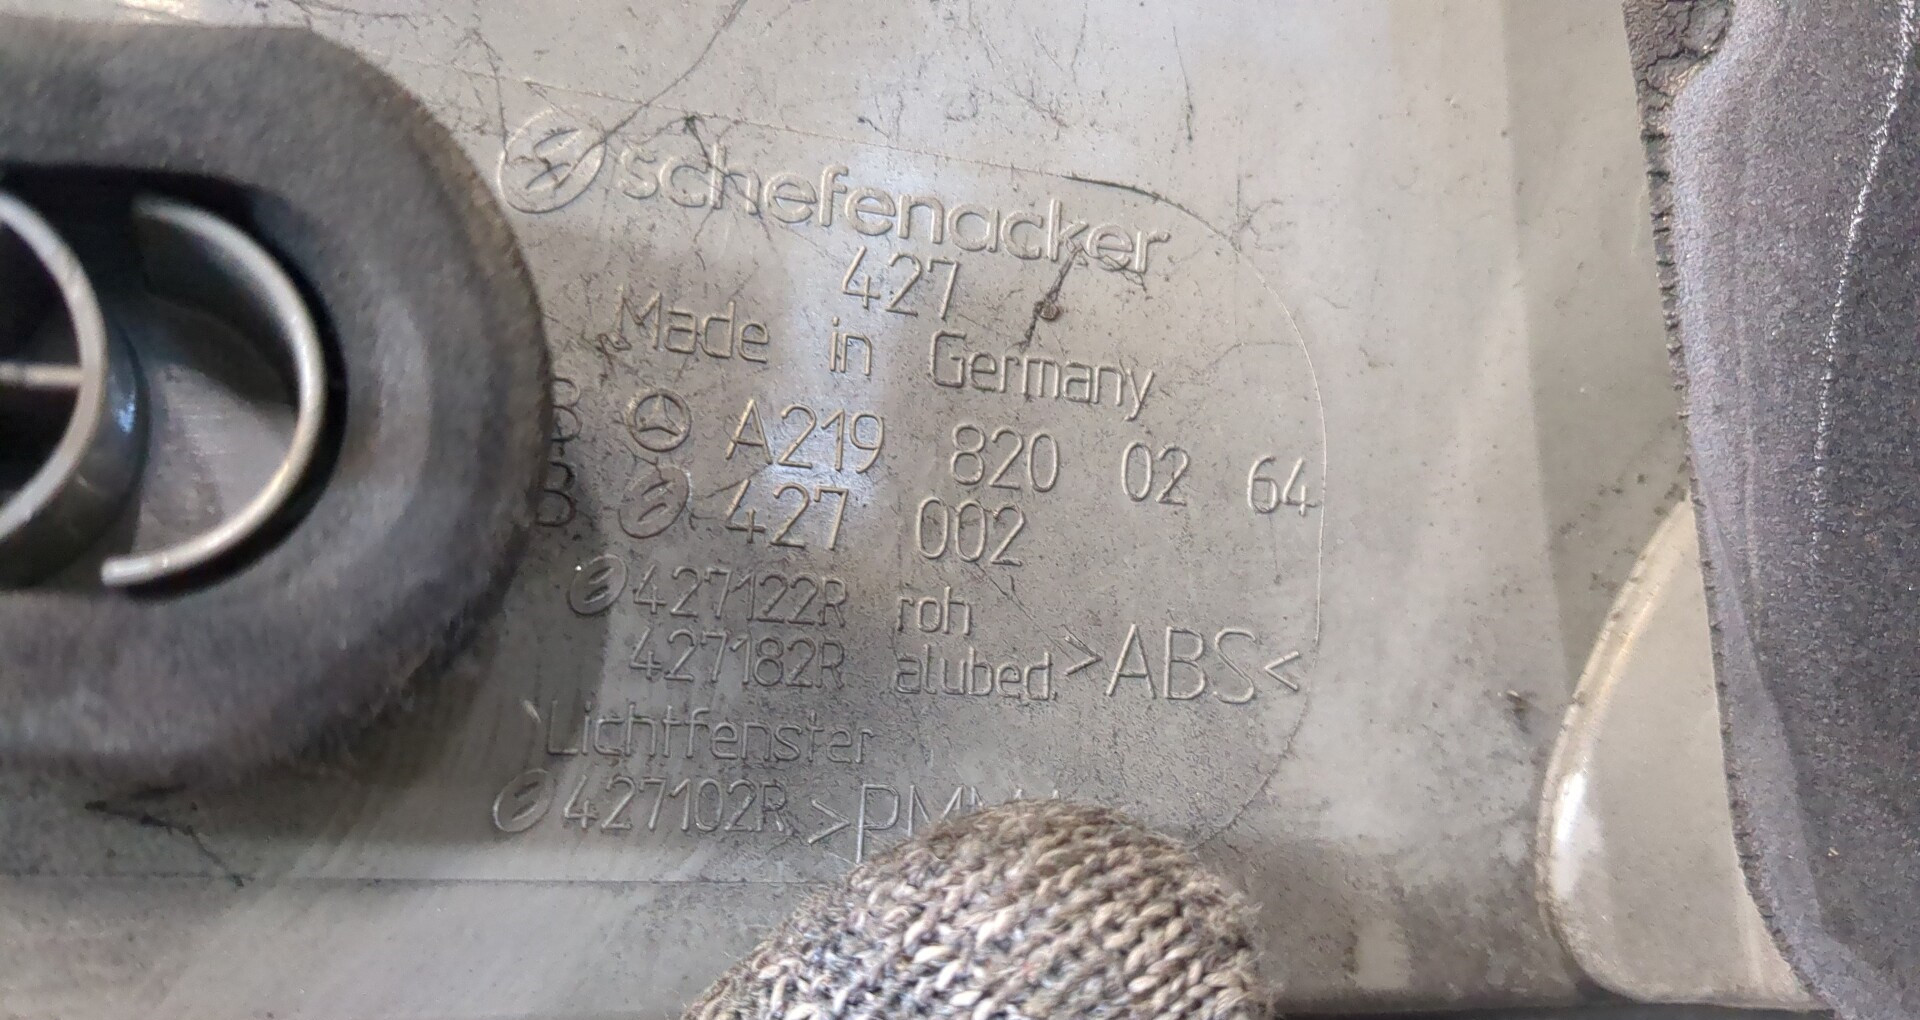 schefenacker
427
Made in Germany
A219 820 02 64
427 002
427122R roh
427182R alubed. >ABS<
Lichtfenster
427102R